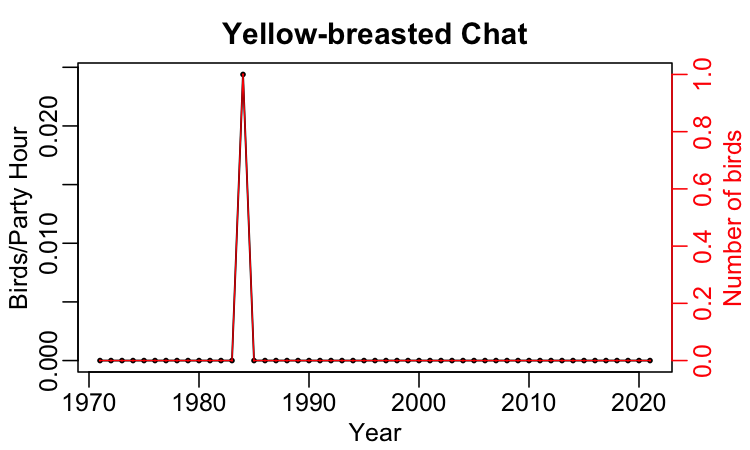 Yellow-breasted Chat
Birds/Party Hour
0.020
0.010
0.000
1.0
0.8
0.6
0.4
0.2
0.0
Number of birds
1970 1980 1990 2000 2010 2020
Year